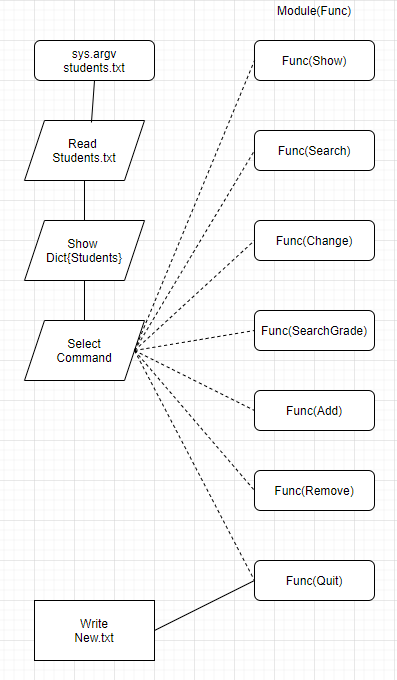 Module(Func)
sys.argv
students.txt
Func(Show)
Read
Students.txt
Func(Search)
Show
Dict{Students}
Func(Change)
Select
Command
Func(SearchGrade)
Func(Add)
Func(Remove)
Func(Quit)
Write
New.txt